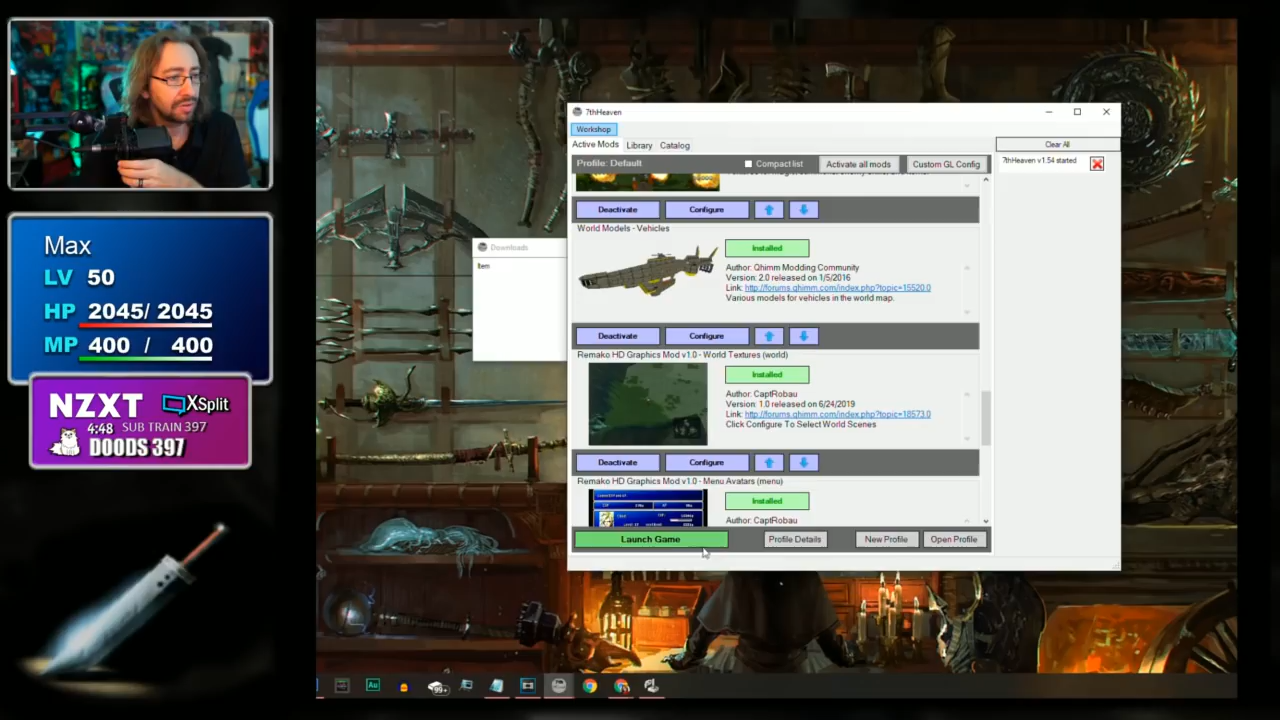 Max
LV 50
HP 2045/ 2045
MP 400 / 400
NZXT XSplit
4:48 SUB TRAIN 397
DOODS 397
Downloads
Item
7thHeaven
Workshop
Active Mods Library Catalog
Profile: Default
Compact list
Activate all mods
Custom GL Config
Deactivate Configure
World Models - Vehicles
Installed
Author: Qhimm Modding Community
Version: 2.0 released on 1/5/2016
Link: http://forums.qhimm.com/index.php?topic=15520.0
Various models for vehicles in the world map.
Deactivate Configure
Remako HD Graphics Mod v1.0 - World Textures (world)
Installed
Author: CaptRobau
Version: 1.0 released on 6/24/2019
Link: http://forums.qhimm.com/index.php?topic=18573.0
Click Configure To Select World Scenes
Deactivate Configure
Remako HD Graphics Mod v1.0 - Menu Avatars (menu)
Installed
Author: CaptRobau
Launch Game
Profile Details
New Profile
Open Profile
Clear All
7thHeaven v1.54 started
Au
99+